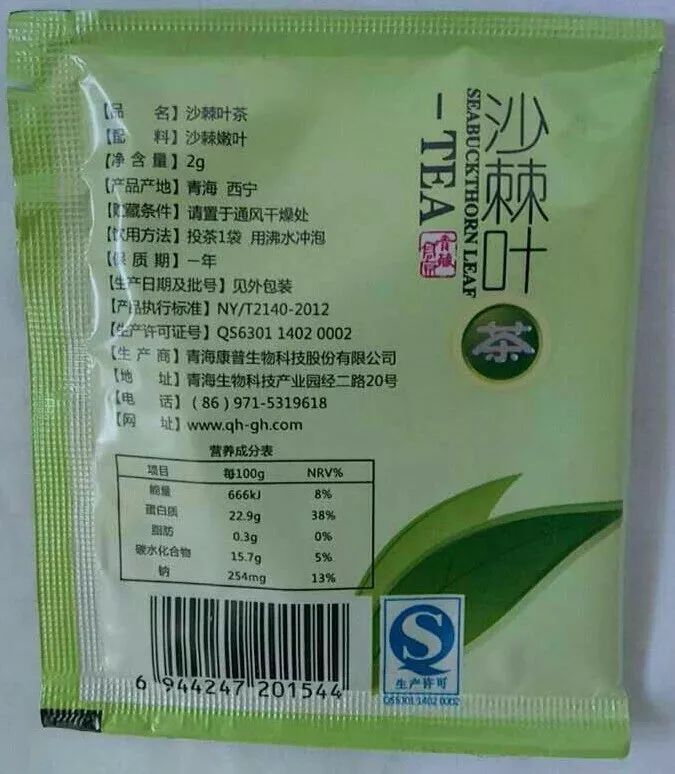 【品 名】沙棘叶茶
【配 料】沙棘嫩叶
【净 含 量】2g
【产品产地】青海 西宁
【贮藏条件】请置于通风干燥处
【饮用方法】投茶1袋 用沸水冲泡
【保 质 期】一年
【生产日期及批号】见外包装
【产品执行标准】NY/T2140-2012
【生产许可证号】QS6301 1402 0002
【生 产 商】青海康普生物科技股份有限公司
【地 址】青海生物科技产业园经二路20号
【电 话】(86) 971-5319618
【网 址】www.qh-gh.com
营养成分表
项目 每100g NRV%
能量 666kJ 8%
蛋白质 22.9g 38%
脂肪 0.3g 0%
碳水化合物 15.7g 5%
钠 254mg 13%
6 944247 201544
沙棘叶
SEABUCKTHORN LEAF
-TEA
茶
生产许可
QS6301 1402 0002